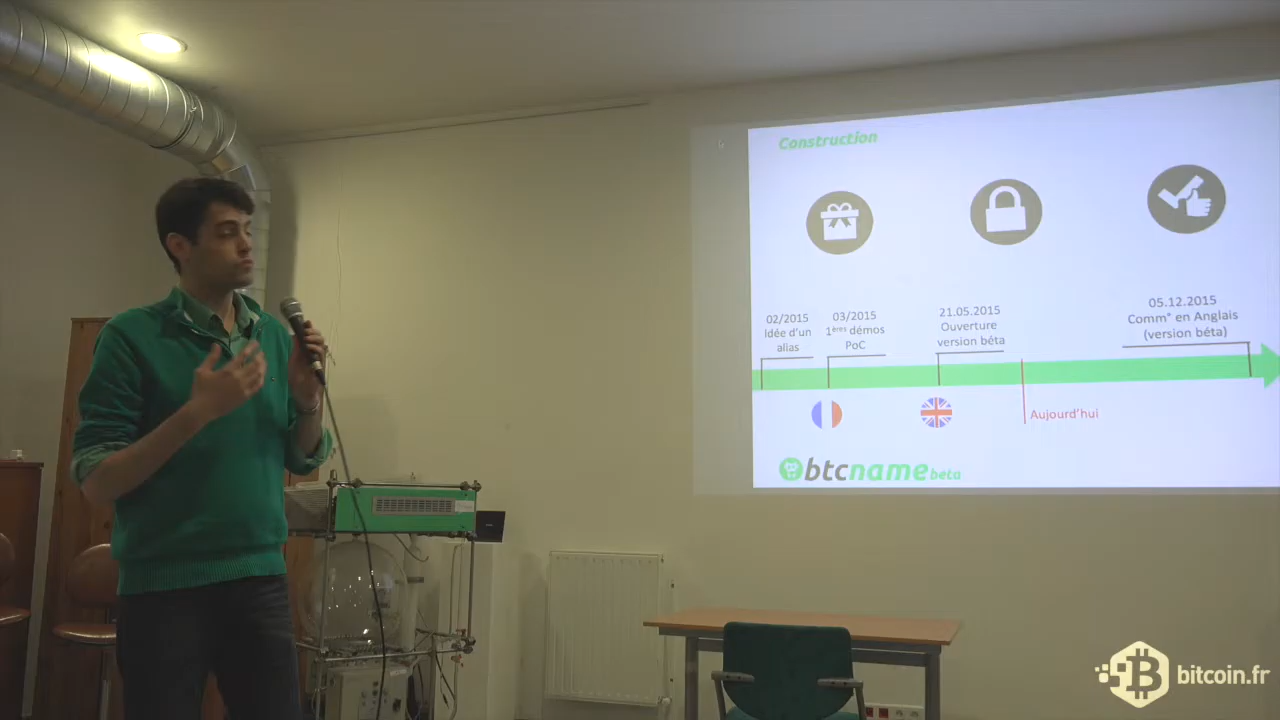 Construction
02/2015
Idée d'un
alias
03/2015
1ères démos
PoC
21.05.2015
Ouverture
version béta
05.12.2015
Comm° en Anglais
(version béta)
Aujourd'hui
btcname beta
bitcoin.fr